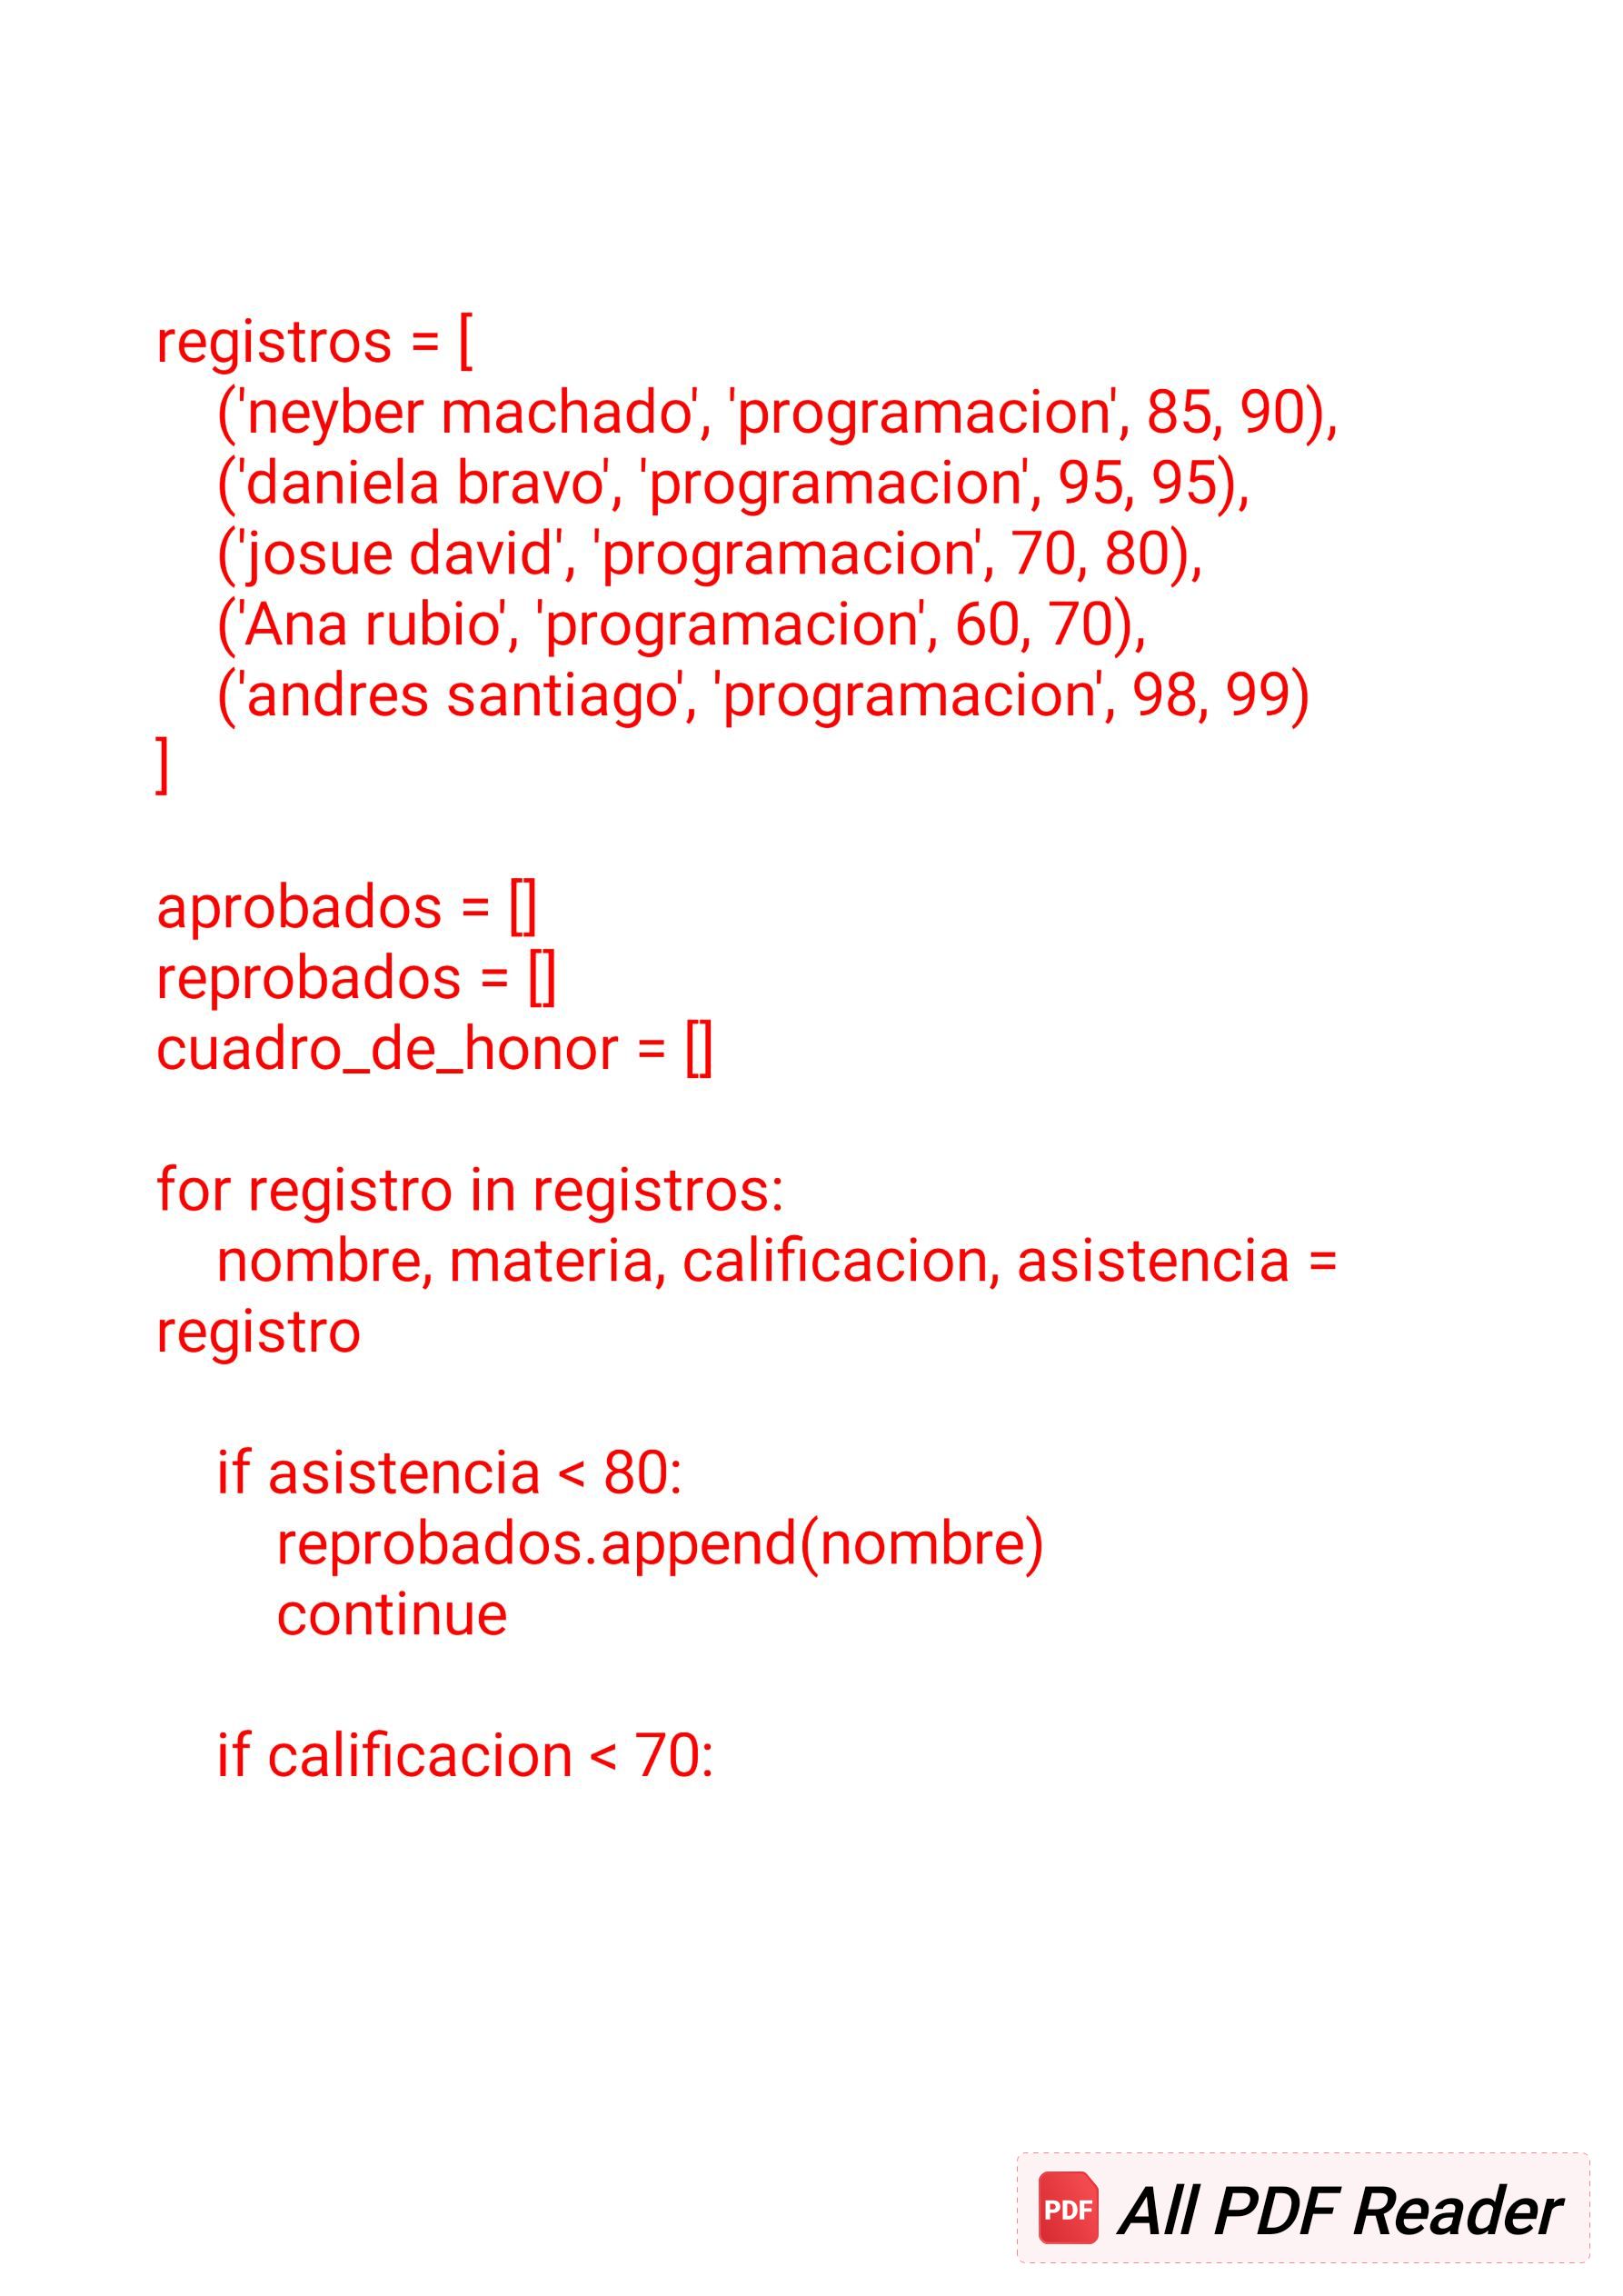 registros = [
    ('neyber machado', 'programacion', 85, 90),
    ('daniela bravo', 'programacion', 95, 95),
    ('josue david', 'programacion', 70, 80),
    ('Ana rubio', 'programacion', 60, 70),
    ('andres santiago', 'programacion', 98, 99)
]
aprobados = []
reprobados = []
cuadro_de_honor = []
for registro in registros:
    nombre, materia, calificacion, asistencia =
registro
    if asistencia < 80:
        reprobados.append(nombre)
        continue
    if calificacion < 70:
PDF All PDF Reader